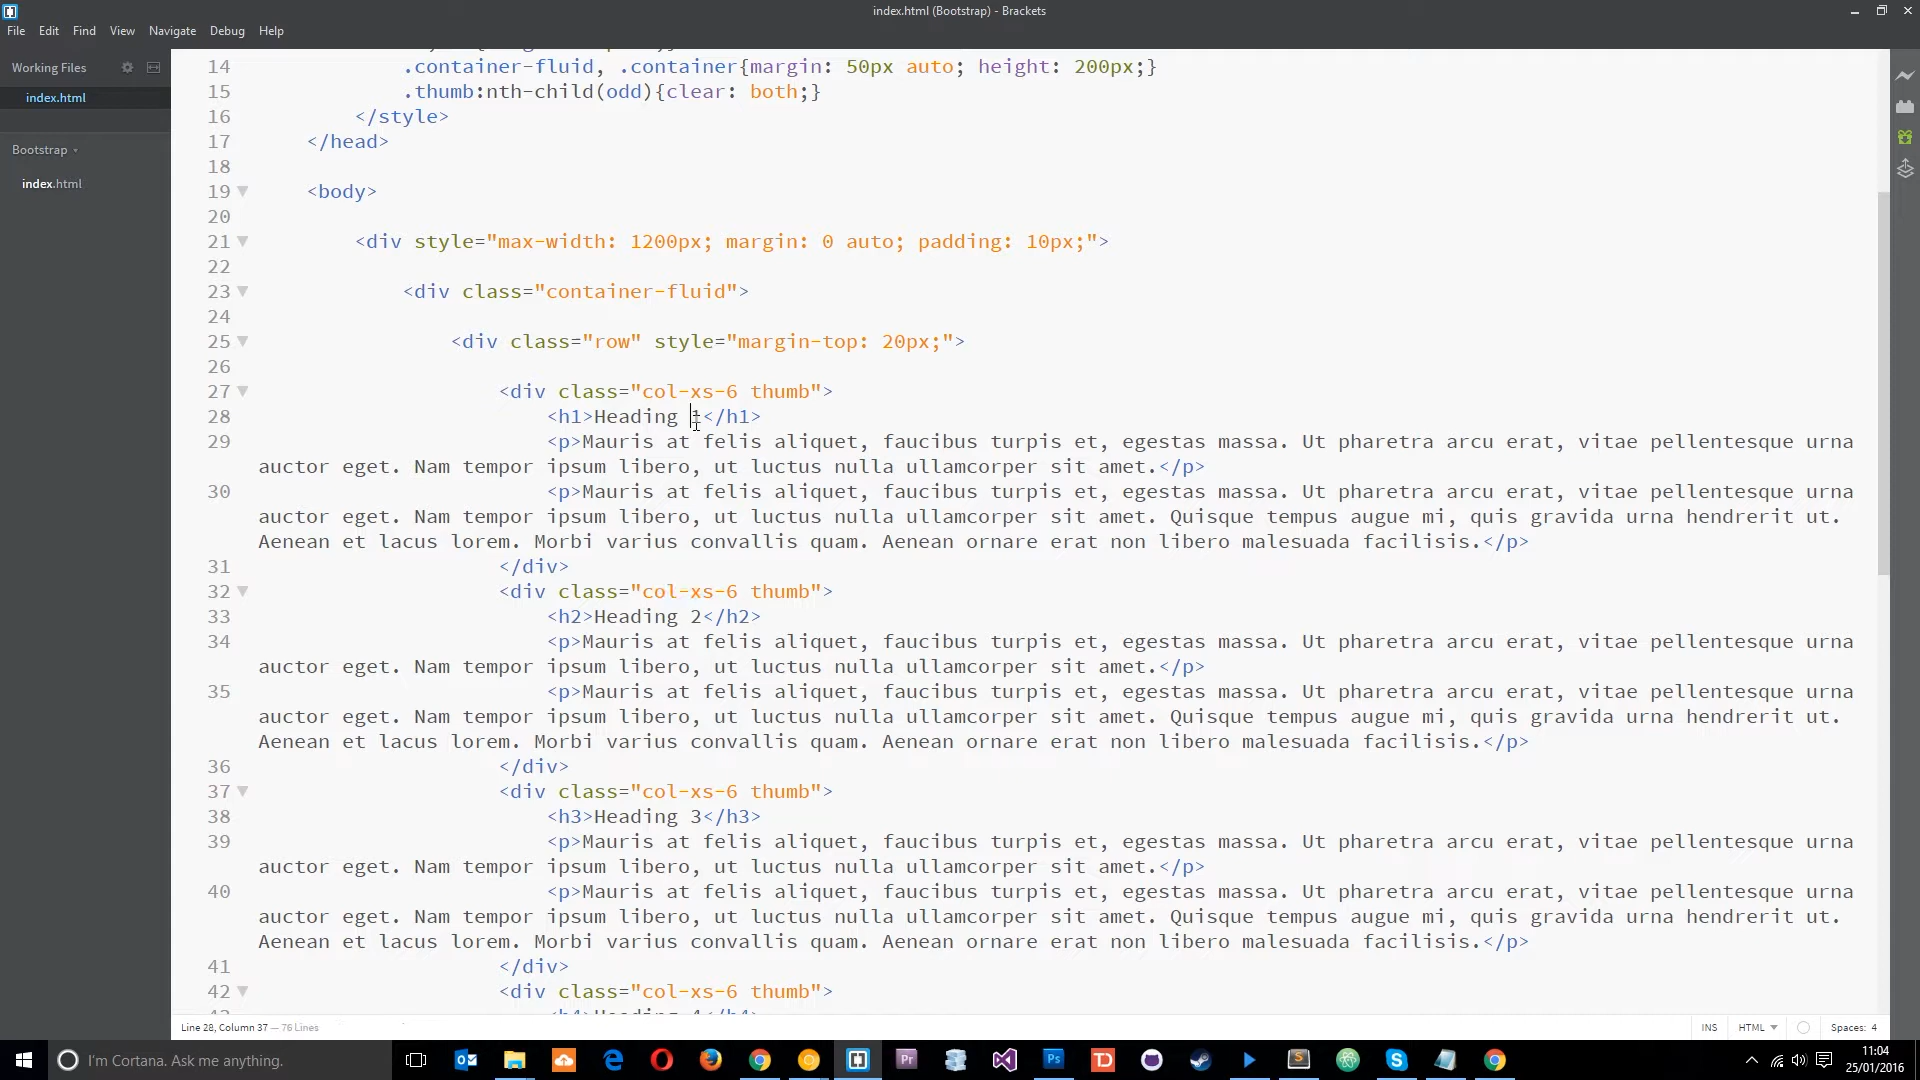 index.html (Bootstrap) - Brackets
File Edit View Navigate Debug Help
Working Files
index.html
Bootstrap
index.html
14 .container-fluid, .container{margin: 50px auto; height: 200px;}
15 .thumb:nth-child(odd){clear: both;}
16 </style>
17 </head>
18
19 <body>
20
21 <div style="max-width: 1200px; margin: 0 auto; padding: 10px;">
22
23 <div class="container-fluid">
24
25 <div class="row" style="margin-top: 20px;">
26
27 <div class="col-xs-6 thumb">
28 <h1>Heading 1</h1>
29 <p>Mauris at felis aliquet, faucibus turpis et, egestas massa. Ut pharetra arcu erat, vitae pellentesque urna
auctor eget. Nam tempor ipsum libero, ut luctus nulla ullamcorper sit amet.</p>
30 <p>Mauris at felis aliquet, faucibus turpis et, egestas massa. Ut pharetra arcu erat, vitae pellentesque urna
auctor eget. Nam tempor ipsum libero, ut luctus nulla ullamcorper sit amet. Quisque tempus augue mi, quis gravida urna hendrerit ut.
Aenean et lacus lorem. Morbi varius convallis quam. Aenean ornare erat non libero malesuada facilisis.</p>
31 </div>
32 <div class="col-xs-6 thumb">
33 <h2>Heading 2</h2>
34 <p>Mauris at felis aliquet, faucibus turpis et, egestas massa. Ut pharetra arcu erat, vitae pellentesque urna
auctor eget. Nam tempor ipsum libero, ut luctus nulla ullamcorper sit amet.</p>
35 <p>Mauris at felis aliquet, faucibus turpis et, egestas massa. Ut pharetra arcu erat, vitae pellentesque urna
auctor eget. Nam tempor ipsum libero, ut luctus nulla ullamcorper sit amet. Quisque tempus augue mi, quis gravida urna hendrerit ut.
Aenean et lacus lorem. Morbi varius convallis quam. Aenean ornare erat non libero malesuada facilisis.</p>
36 </div>
37 <div class="col-xs-6 thumb">
38 <h3>Heading 3</h3>
39 <p>Mauris at felis aliquet, faucibus turpis et, egestas massa. Ut pharetra arcu erat, vitae pellentesque urna
auctor eget. Nam tempor ipsum libero, ut luctus nulla ullamcorper sit amet.</p>
40 <p>Mauris at felis aliquet, faucibus turpis et, egestas massa. Ut pharetra arcu erat, vitae pellentesque urna
auctor eget. Nam tempor ipsum libero, ut luctus nulla ullamcorper sit amet. Quisque tempus augue mi, quis gravida urna hendrerit ut.
Aenean et lacus lorem. Morbi varius convallis quam. Aenean ornare erat non libero malesuada facilisis.</p>
41 </div>
42 <div class="col-xs-6 thumb">
Line 28, Column 37 — 76 Lines
INS HTML Spaces: 4
I'm Cortana. Ask me anything.
11:04
25/01/2016